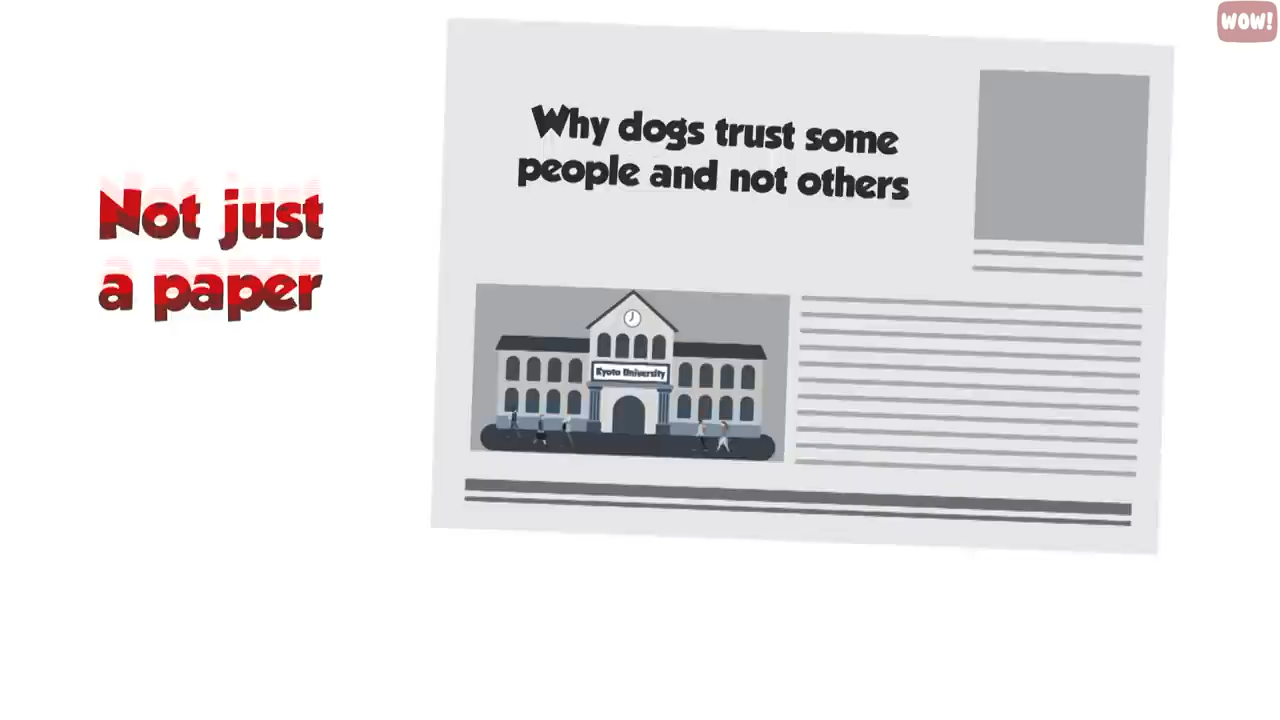 WOW!
Why dogs trust some
people and not others
Not just
a paper
Kyoto University